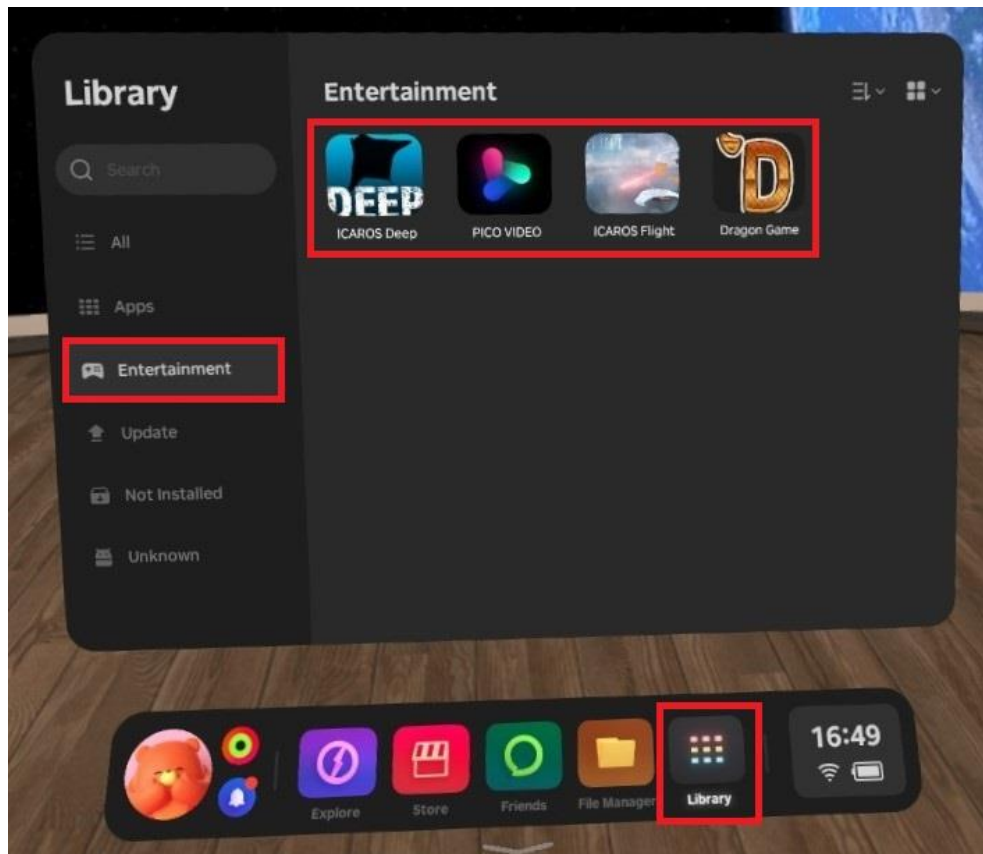 Library
Search
All
Apps
Entertainment
Update
Not Installed
Unknown
Entertainment
DEEP
D
ICAROS Deep
PICO VIDEO
ICAROS Flight
Dragon Game
16:49
Explore
Store
Friends
File Manager
Library